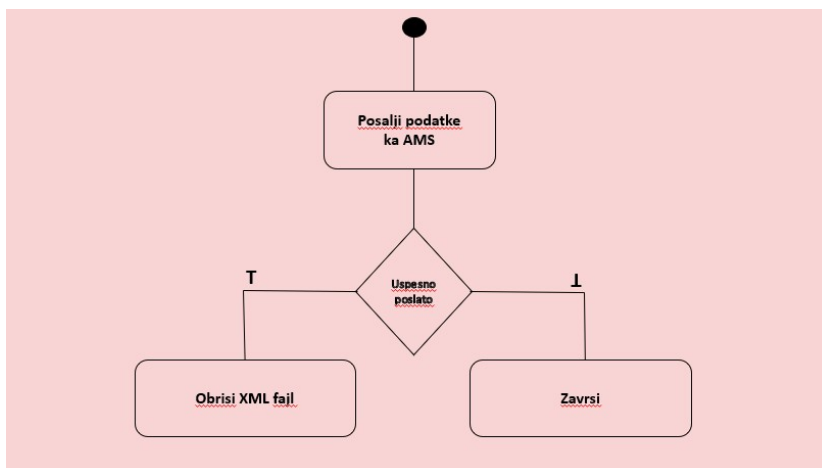 Posalji podatke
ka AMS
Uspesno
poslato
T
⊥
Obrisi XML fajl
Zavrsi